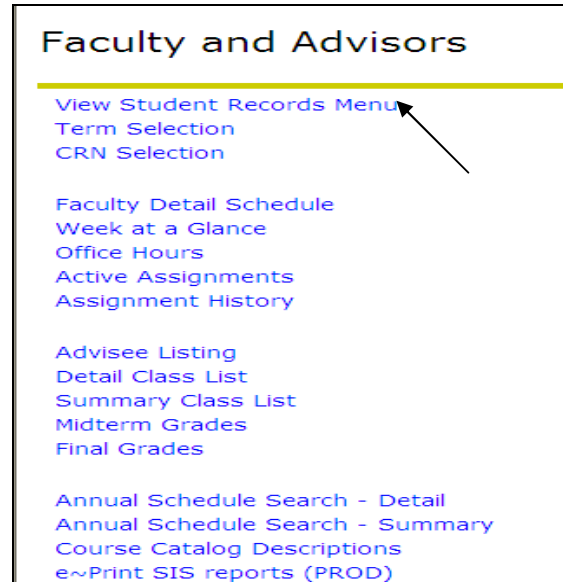 Faculty and Advisors
View Student Records Menu
Term Selection
CRN Selection
Faculty Detail Schedule
Week at a Glance
Office Hours
Active Assignments
Assignment History
Advisee Listing
Detail Class List
Summary Class List
Midterm Grades
Final Grades
Annual Schedule Search - Detail
Annual Schedule Search - Summary
Course Catalog Descriptions
e~Print SIS reports (PROD)